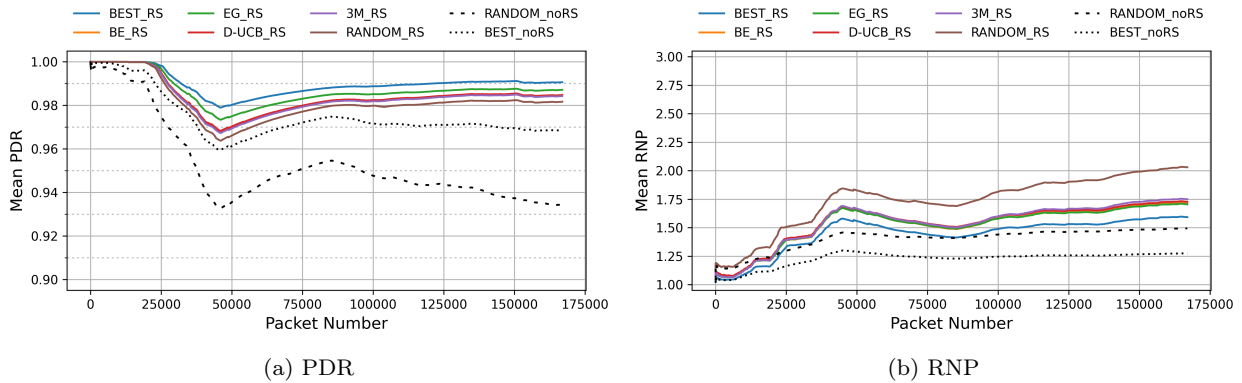 BEST_RS EG_RS 3M_RS RANDOM_noRS
BE_RS D-UCB_RS RANDOM_RS BEST_noRS
1.00
0.98
0.96
0.94
0.92
0.90
Mean PDR
0 25000 50000 75000 100000 125000 150000 175000
Packet Number
(a) PDR
BEST_RS EG_RS 3M_RS RANDOM_noRS
BE_RS D-UCB_RS RANDOM_RS BEST_noRS
3.00
2.75
2.50
2.25
2.00
1.75
1.50
1.25
1.00
Mean RNP
0 25000 50000 75000 100000 125000 150000 175000
Packet Number
(b) RNP